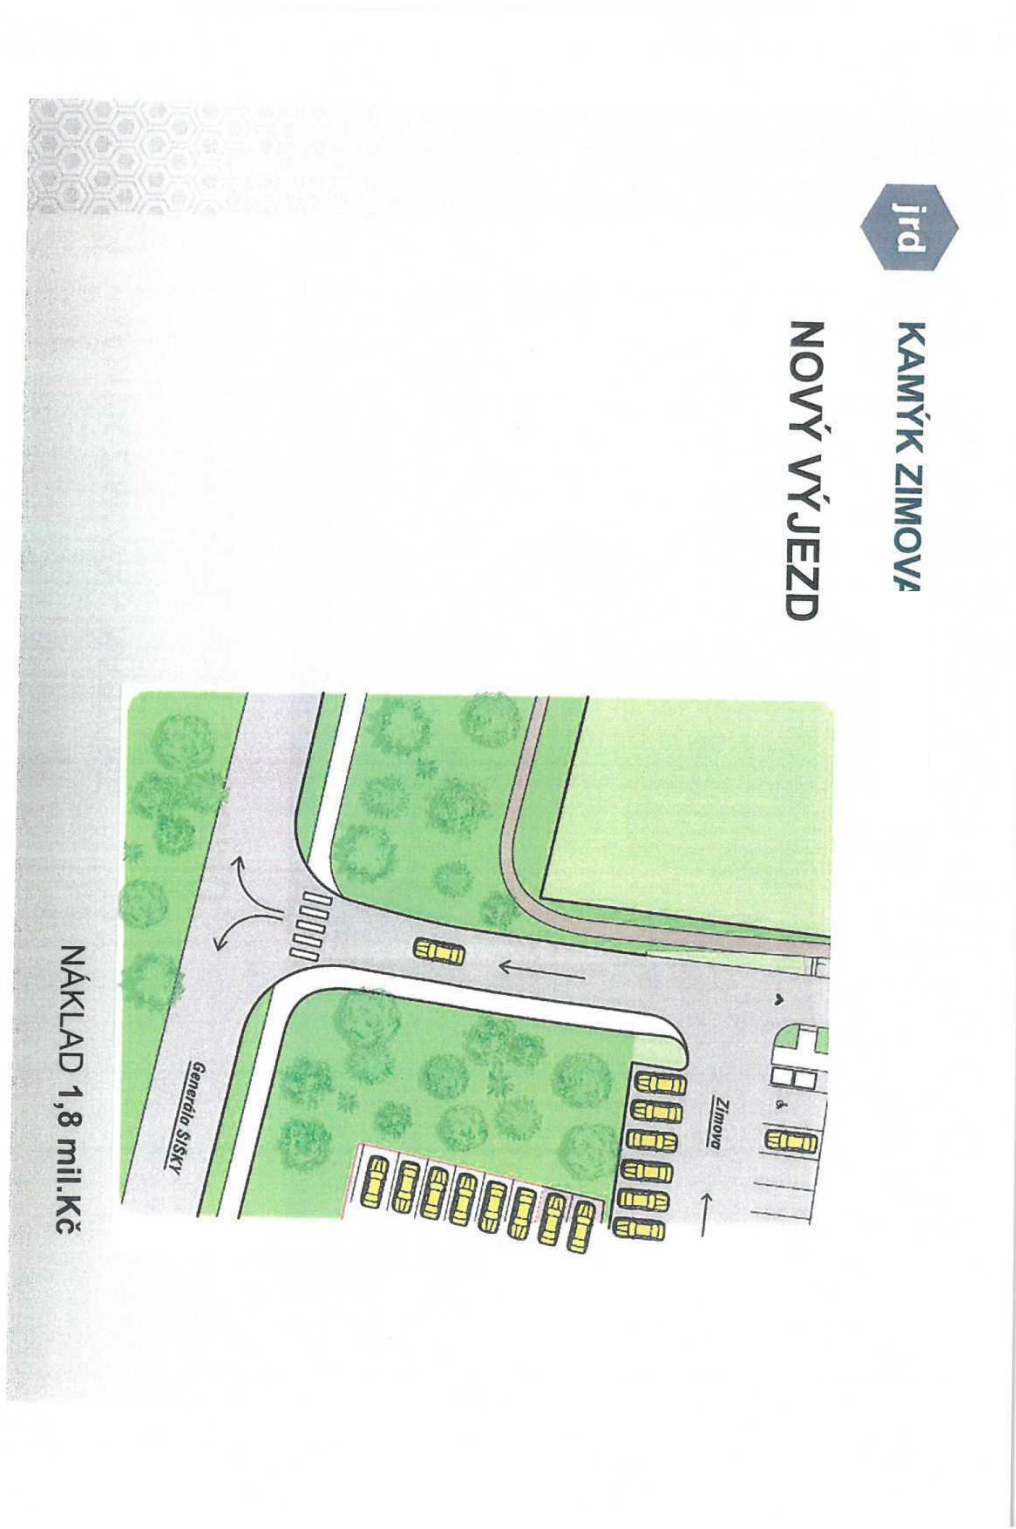 jrd
KAMÝK ZIMOVA
NOVÝ VÝJEZD
Zimova
Generála Šišky
NÁKLAD 1,8 mil.Kč